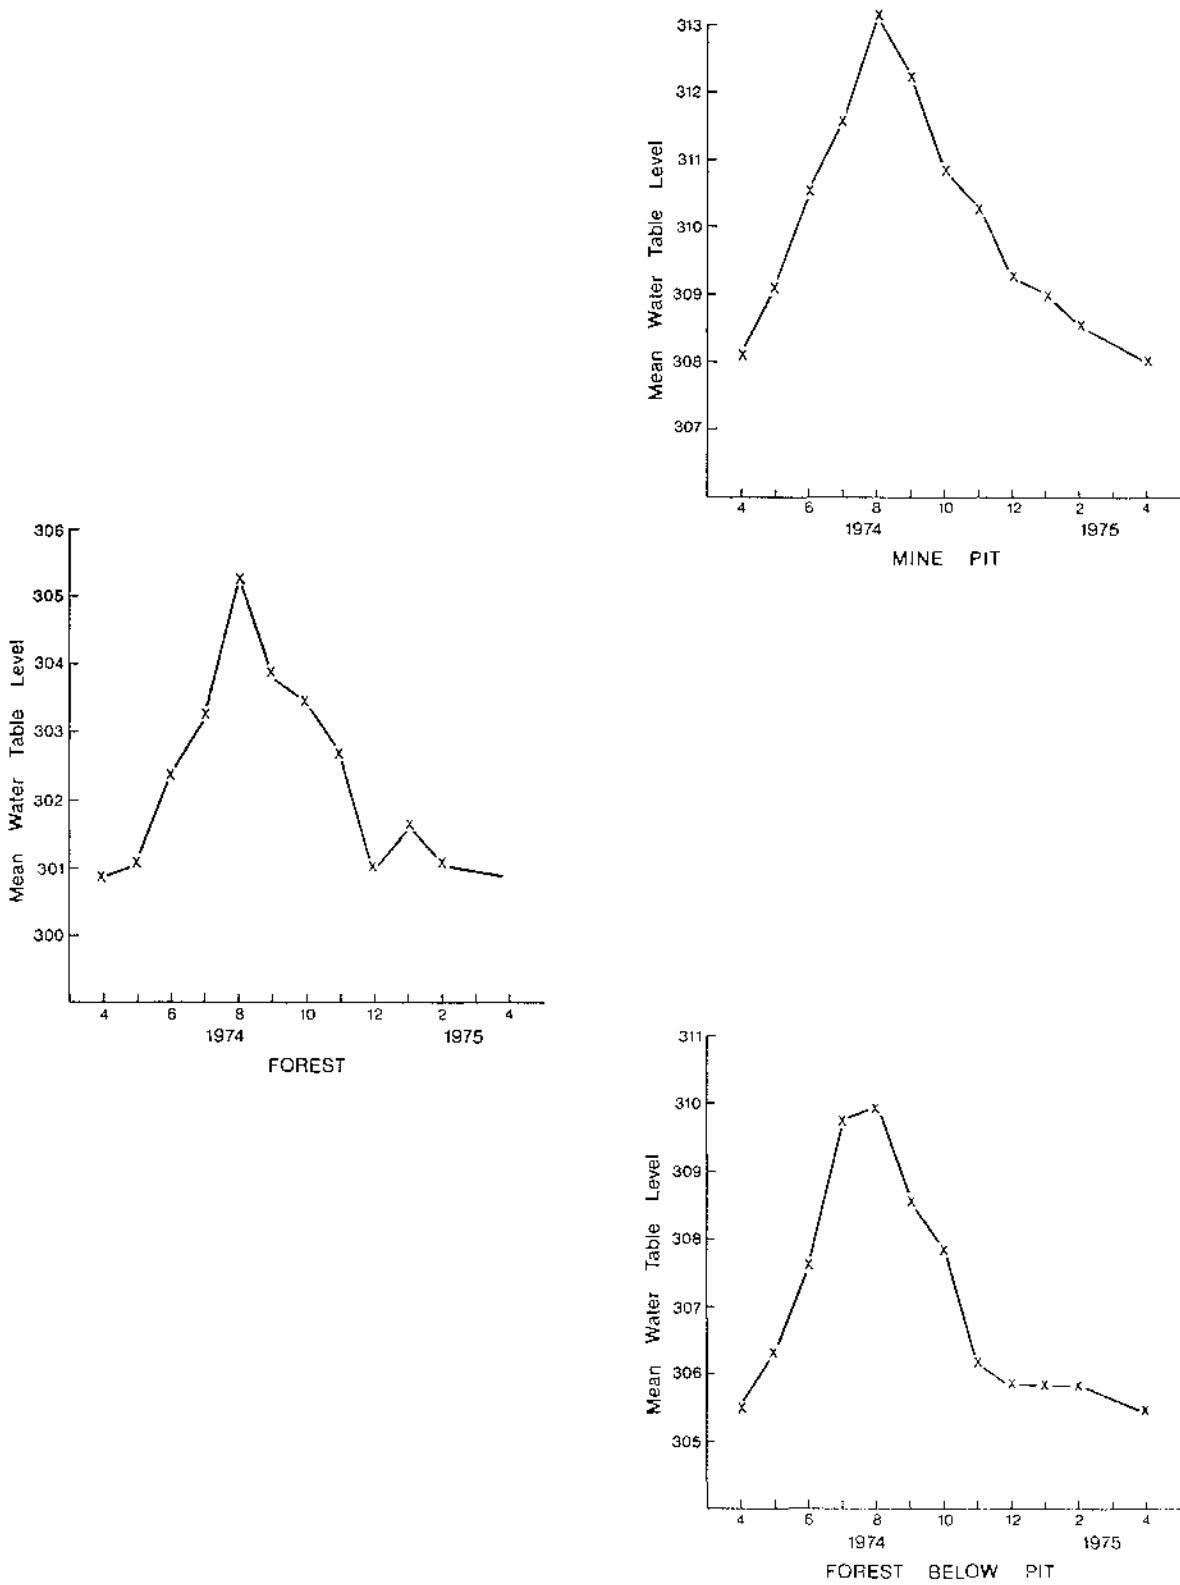 313
312
311
310
309
308
307
Mean Water Table Level
4 6 8 10 12 2 4
1974 1975
MINE PIT
306
305
304
303
302
301
300
Mean Water Table Level
4 6 8 10 12 2 4
1974 1975
FOREST
311
310
309
308
307
306
305
Mean Water Table Level
4 6 8 10 12 2 4
1974 1975
FOREST BELOW PIT